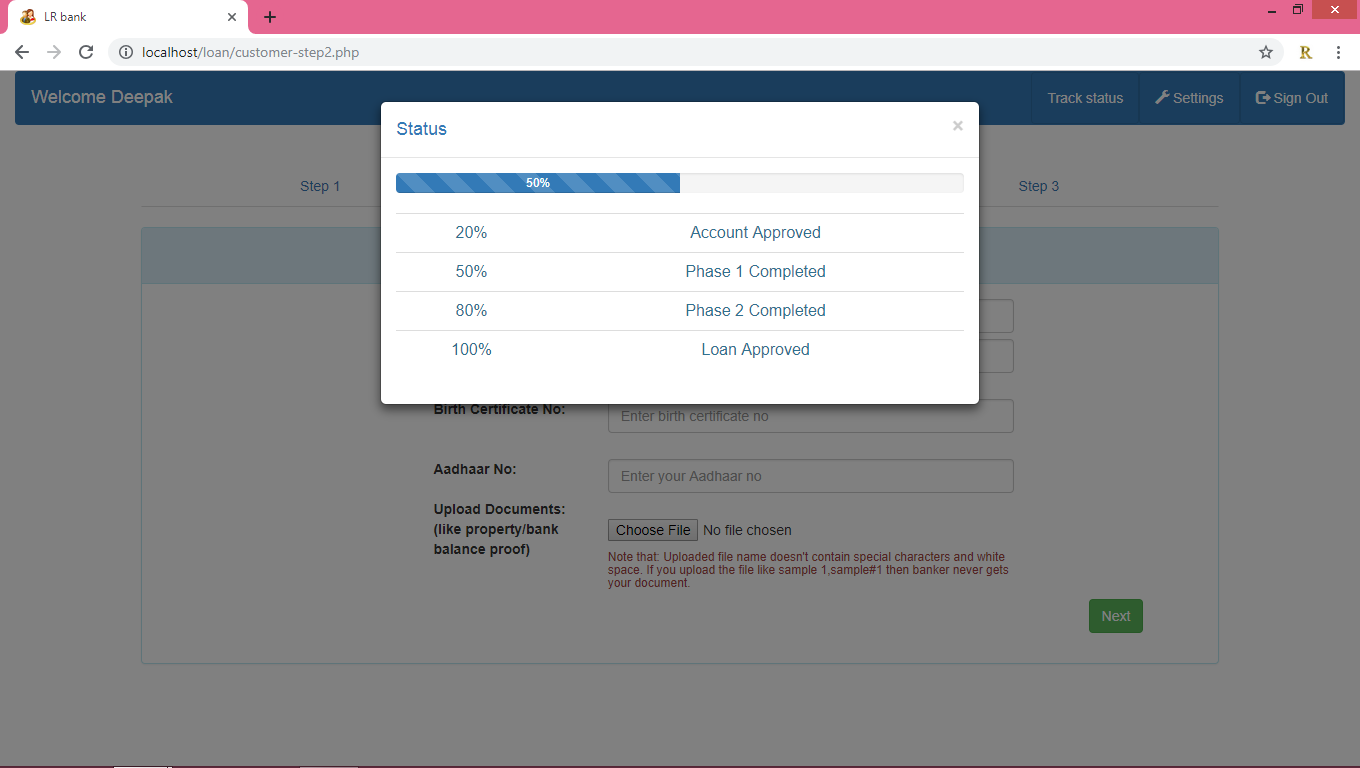 LR bank
localhost/loan/customer-step2.php
R
Welcome Deepak
Track status
Settings
Sign Out
Status
×
50%
20% Account Approved
50% Phase 1 Completed
80% Phase 2 Completed
100% Loan Approved
Step 1
Step 3
Birth Certificate No:
Enter birth certificate no
Aadhaar No:
Enter your Aadhaar no
Upload Documents:
(like property/bank
balance proof)
Choose File No file chosen
Note that: Uploaded file name doesn't contain special characters and white
space. If you upload the file like sample 1,sample#1 then banker never gets
your document.
Next